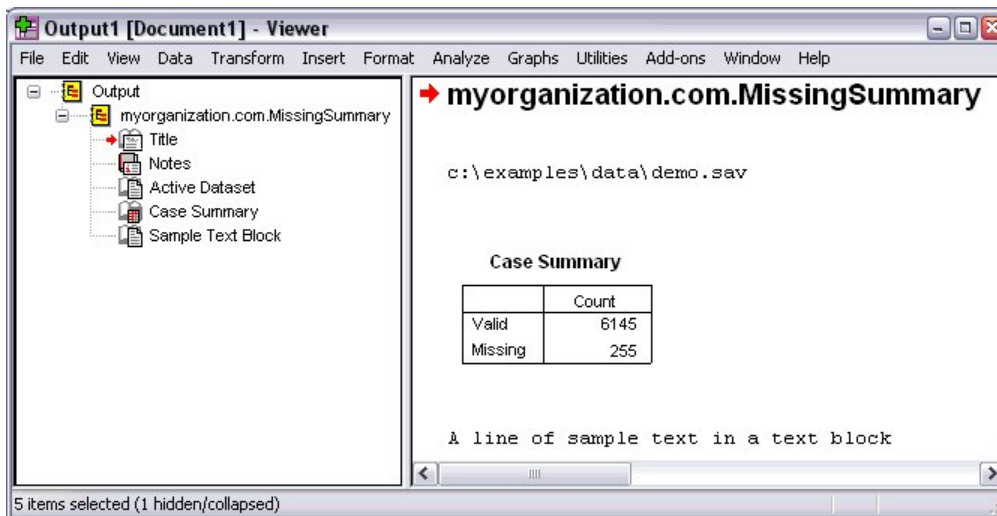 Output1 [Document1] - Viewer
File Edit View Data Transform Insert Format Analyze Graphs Utilities Add-ons Window Help
Output
myorganization.com.MissingSummary
Title
Notes
Active Dataset
Case Summary
Sample Text Block
myorganization.com.MissingSummary
c:\examples\data\demo.sav
Case Summary
Count
Valid 6145
Missing 255
A line of sample text in a text block
5 items selected (1 hidden/collapsed)